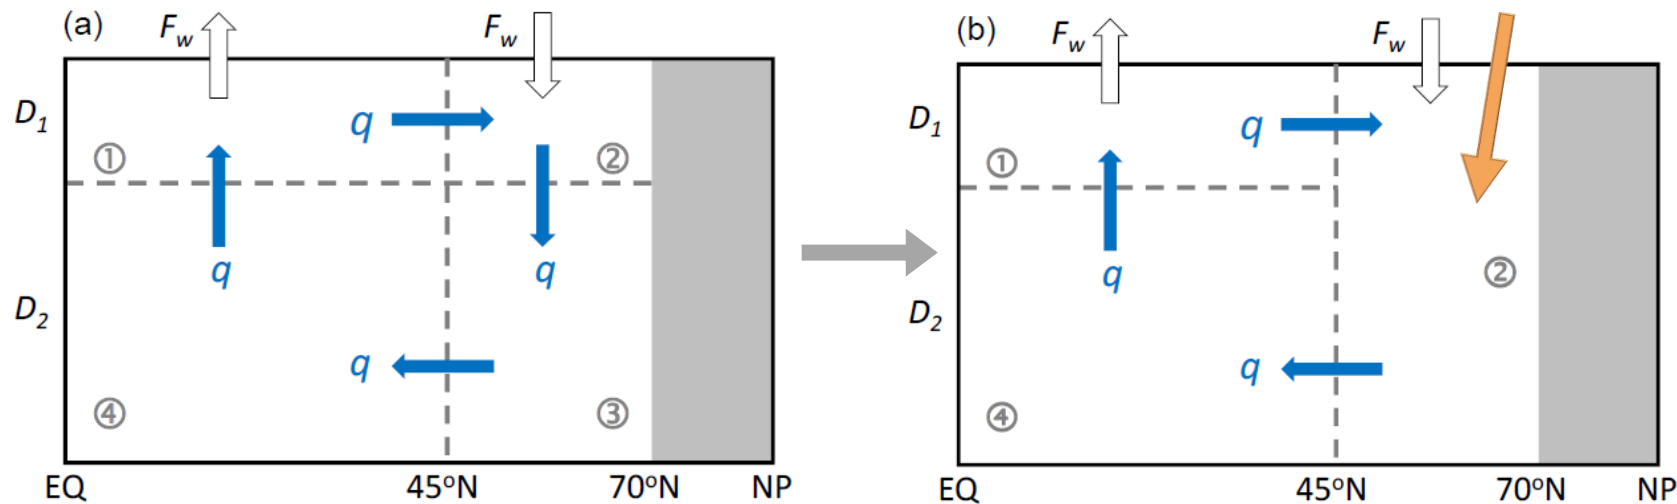 (a)
F_w
F_w
D_1
q
①
②
q
q
D_2
q
④
③
EQ
45°N
70°N
NP
(b)
F_w
F_w
D_1
q
①
q
②
D_2
q
④
EQ
45°N
70°N
NP